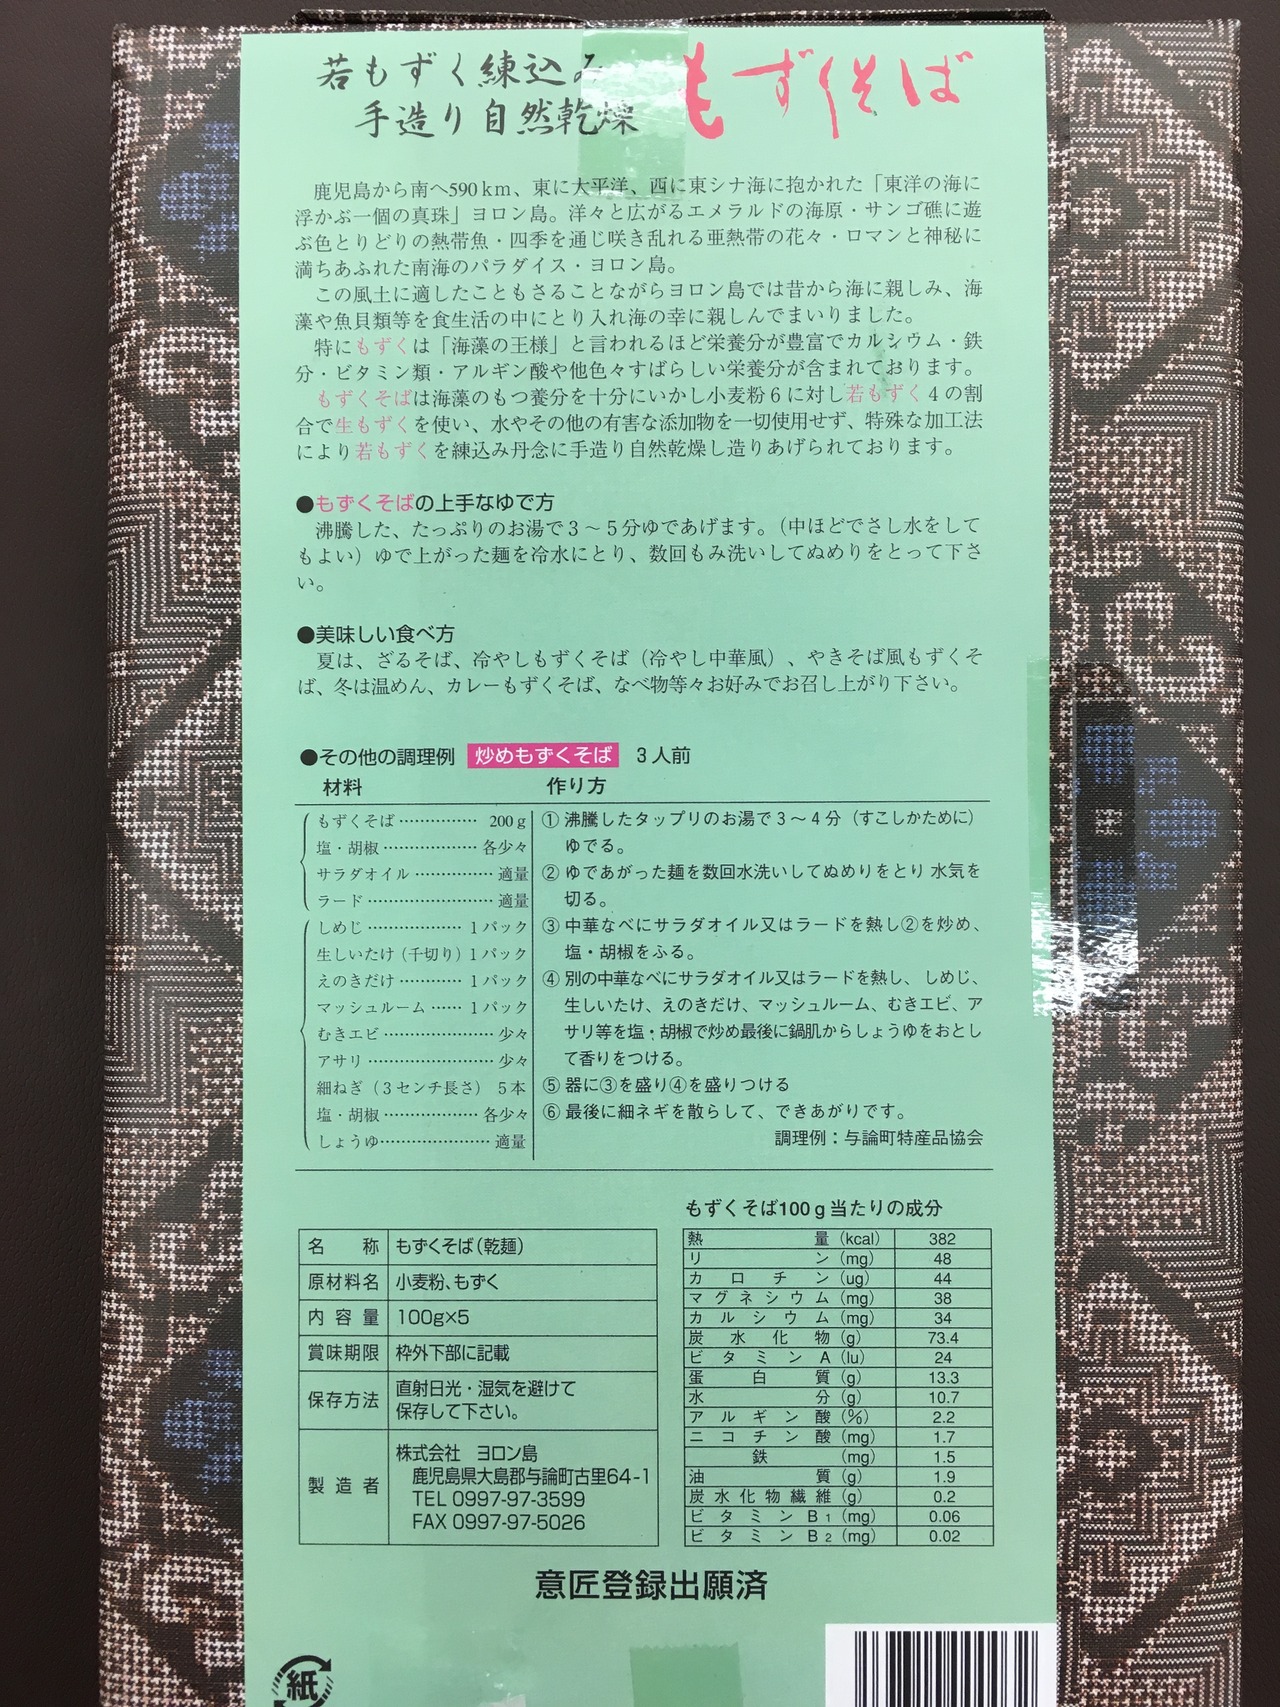 若もずく練込み
手造り自然乾燥
もずくそば
鹿児島から南へ590km、東に太平洋、西に東シナ海に抱かれた「東洋の海に
浮かぶ一個の真珠」ヨロン島。洋々と広がるエメラルドの海原・サンゴ礁に遊
ぶ色とりどりの熱帯魚・四季を通じ咲き乱れる亜熱帯の花々・ロマンと神秘に
満ちあふれた南海のパラダイス・ヨロン島。
この風土に適したこともさることながらヨロン島では昔から海に親しみ、海
藻や魚貝類等を食生活の中にとり入れ海の幸に親しんでまいりました。
特にもずくは「海藻の王様」と言われるほど栄養分が豊富でカルシウム・鉄
分・ビタミン類・アルギン酸や他色々すばらしい栄養分が含まれております。
もずくそばは海藻のもつ養分を十分にいかし小麦粉6に対し若もずく4の割
合で生もずくを使い、水やその他の有害な添加物を一切使用せず、特殊な加工法
により若もずくを練込み丹念に手造り自然乾燥し造りあげられております。
●もずくそばの上手なゆで方
沸騰した、たっぷりのお湯で3～5分ゆであげます。（中ほどでさし水をして
もよい）ゆで上がった麺を冷水にとり、数回もみ洗いしてぬめりをとって下さ
い。
●美味しい食べ方
夏は、ざるそば、冷やしもずくそば（冷やし中華風）、やきそば風もずくそ
ば、冬は温めん、カレーもずくそば、なべ物等々お好みでお召し上がり下さい。
●その他の調理例 炒めもずくそば 3人前
材料
もずくそば…………… 200g
塩・胡椒……………… 各少々
サラダオイル…………… 適量
ラード…………………… 適量
しめじ………………… 1パック
生しいたけ（千切り）1パック
えのきだけ………… 1パック
マッシュルーム…… 1パック
むきエビ………………… 少々
アサリ…………………… 少々
細ねぎ（3センチ長さ） 5本
塩・胡椒……………… 各少々
しょうゆ………………… 適量
作り方
① 沸騰したタップリのお湯で3～4分（すこしかために）
ゆでる。
② ゆであがった麺を数回水洗いしてぬめりをとり 水気を
切る。
③ 中華なべにサラダオイル又はラードを熱し②を炒め、
塩・胡椒をふる。
④ 別の中華なべにサラダオイル又はラードを熱し、しめじ、
生しいたけ、えのきだけ、マッシュルーム、むきエビ、ア
サリ等を塩・胡椒で炒め最後に鍋肌からしょうゆをおとし
て香りをつける。
⑤ 器に③を盛り④を盛りつける
⑥ 最後に細ネギを散らして、できあがりです。
調理例：与論町特産品協会
名称 もずくそば（乾麺）
原材料名 小麦粉、もずく
内容量 100g×5
賞味期限 枠外下部に記載
保存方法 直射日光・湿気を避けて
保存して下さい。
製造者 株式会社 ヨロン島
鹿児島県大島郡与論町古里64-1
TEL 0997-97-3599
FAX 0997-97-5026
もずくそば100g当たりの成分
熱量（kcal） 382
リン（mg） 48
カロチン（ug） 44
マグネシウム（mg） 38
カルシウム（mg） 34
炭水化物（g） 73.4
ビタミンA（Iu） 24
蛋白質（g） 13.3
水分（g） 10.7
アルギン酸（%） 2.2
ニコチン酸（mg） 1.7
鉄（mg） 1.5
油質（g） 1.9
炭水化物繊維（g） 0.2
ビタミンB1（mg） 0.06
ビタミンB2（mg） 0.02
意匠登録出願済
紙